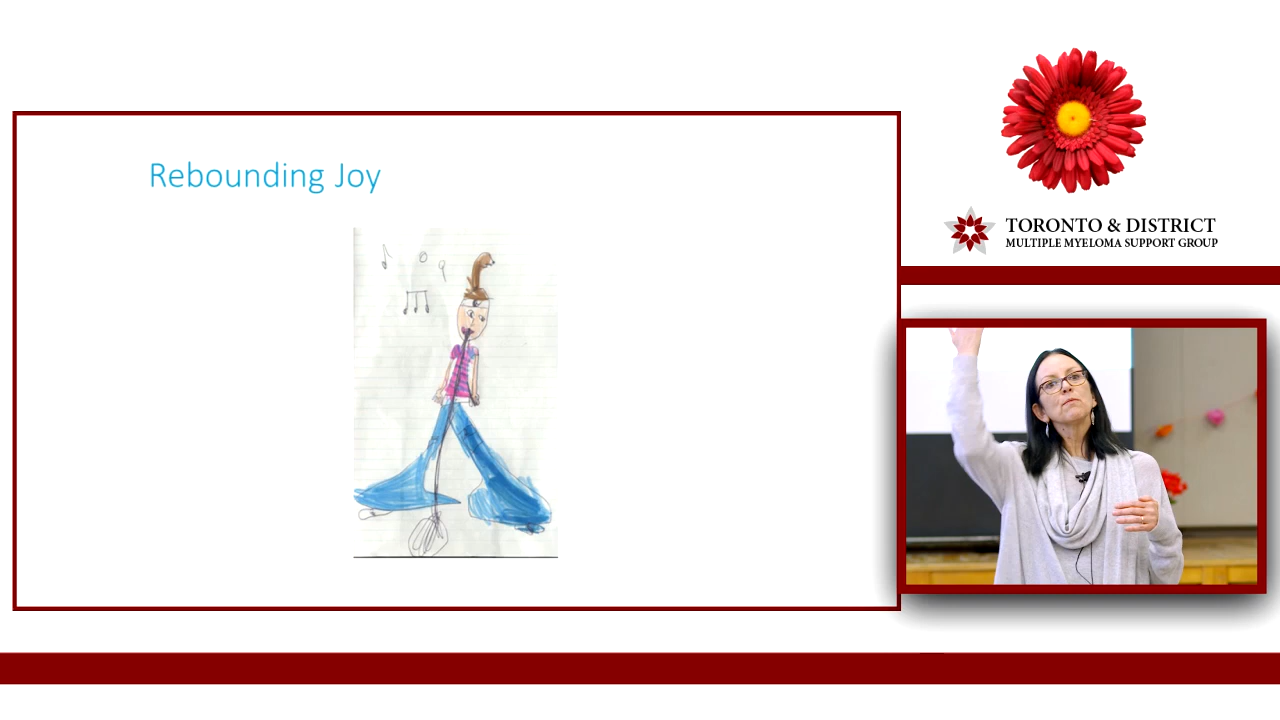 Rebounding Joy
TORONTO & DISTRICT
MULTIPLE MYELOMA SUPPORT GROUP